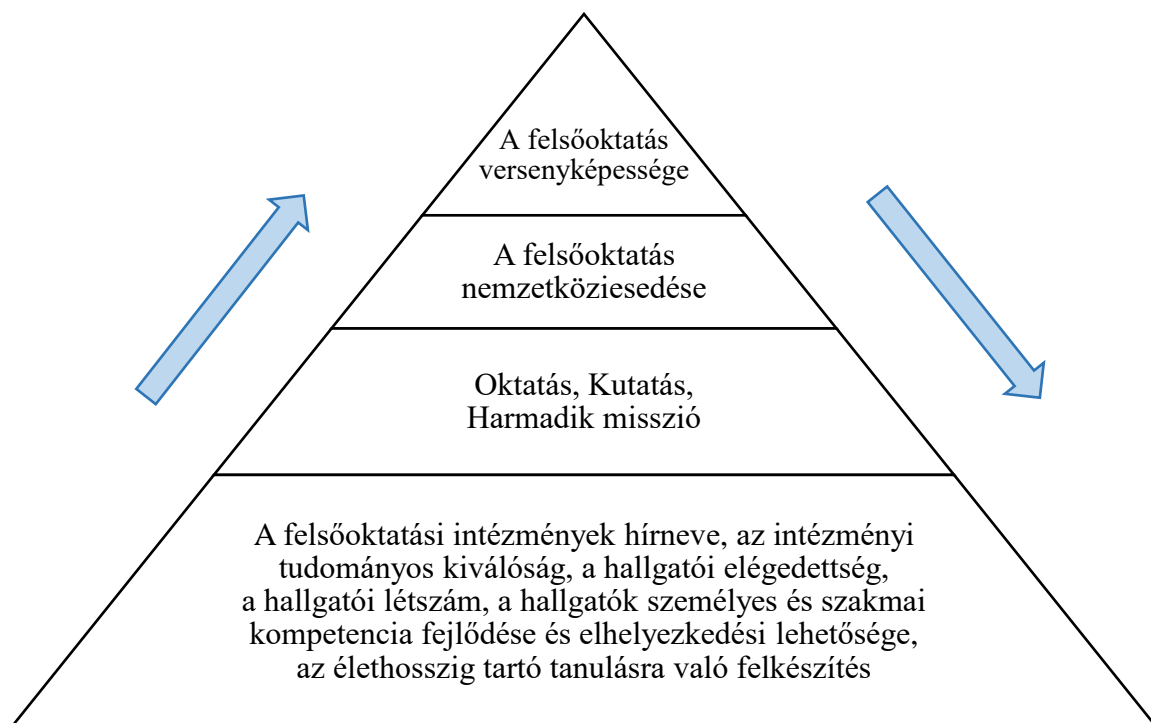 A felsőoktatás
versenyképessége
A felsőoktatás
nemzetköziesedése
Oktatás, Kutatás,
Harmadik misszió
A felsőoktatási intézmények hírneve, az intézményi
tudományos kiválóság, a hallgatói elégedettség,
a hallgatói létszám, a hallgatók személyes és szakmai
kompetencia fejlődése és elhelyezkedési lehetősége,
az élethosszig tartó tanulásra való felkészítés